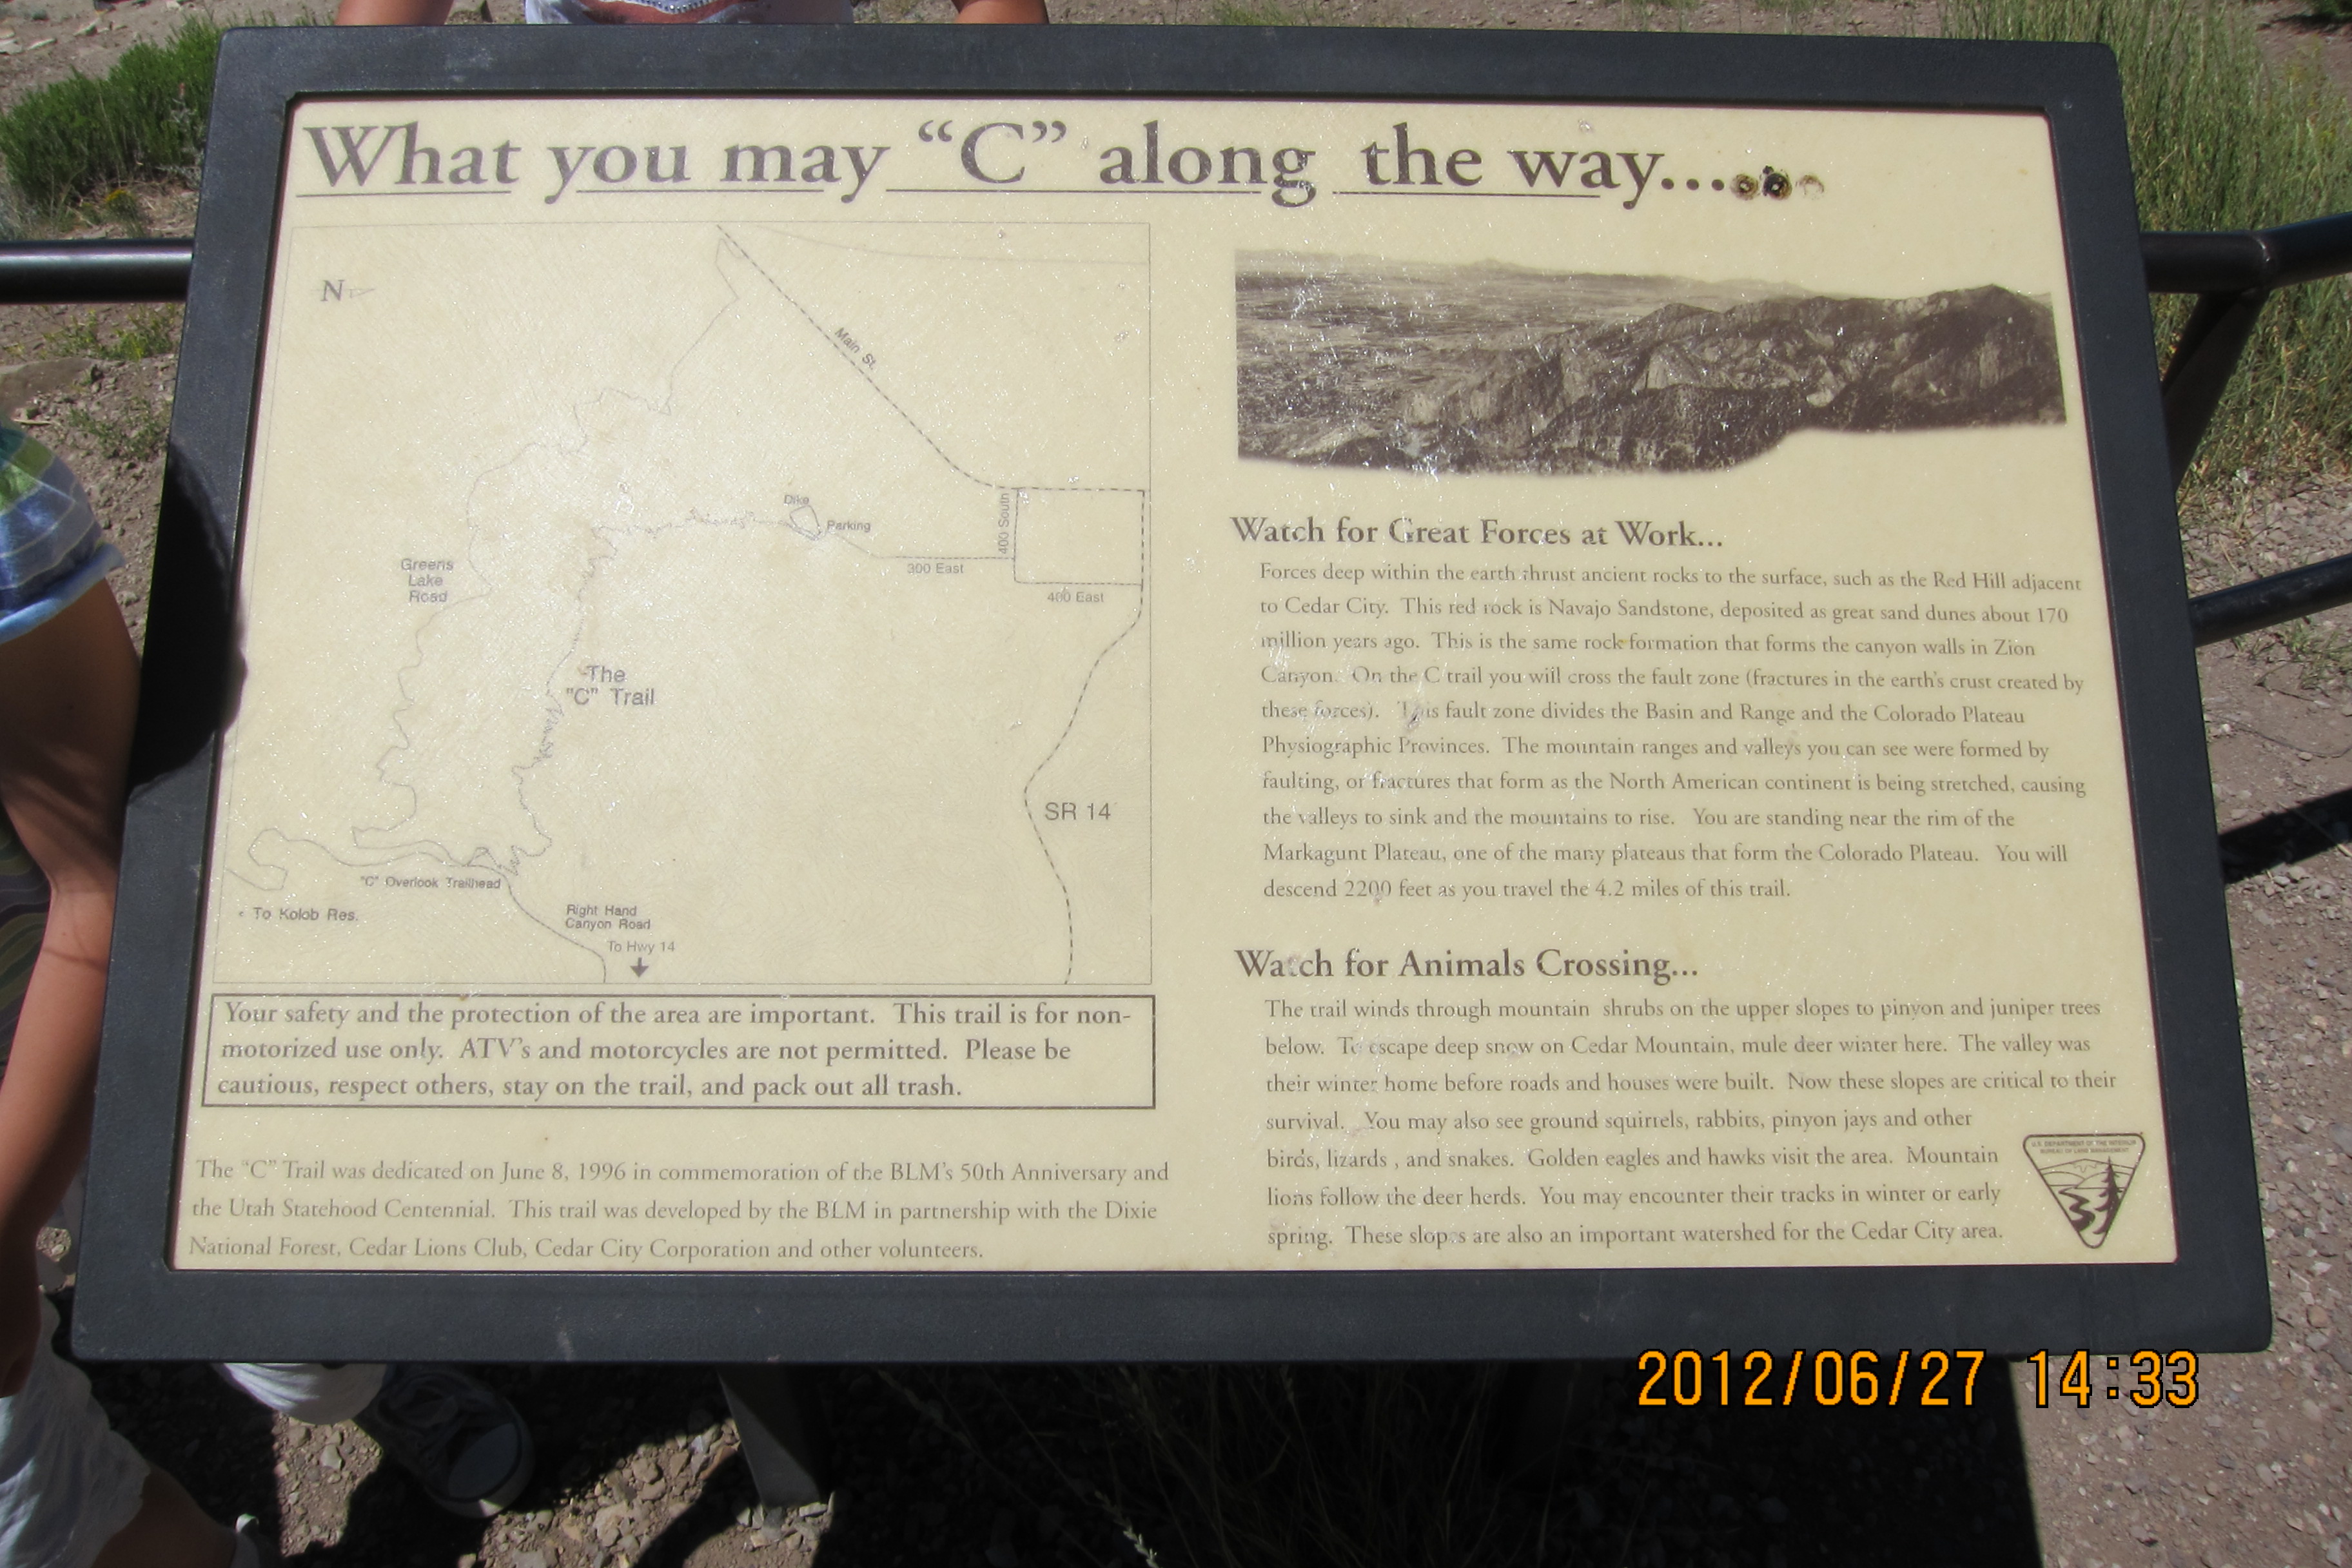 What you may “C” along the way...
N
Main St.
Dike
Parking
400 South
300 East
400 East
Greens
Lake
Road
The
"C" Trail
SR 14
"C" Overlook Trailhead
< To Kolob Res.
Right Hand
Canyon Road
To Hwy 14
Your safety and the protection of the area are important. This trail is for non-
motorized use only. ATV’s and motorcycles are not permitted. Please be
cautious, respect others, stay on the trail, and pack out all trash.
The “C” Trail was dedicated on June 8, 1996 in commemoration of the BLM’s 50th Anniversary and
the Utah Statehood Centennial. This trail was developed by the BLM in partnership with the Dixie
National Forest, Cedar Lions Club, Cedar City Corporation and other volunteers.
Watch for Great Forces at Work...
Forces deep within the earth thrust ancient rocks to the surface, such as the Red Hill adjacent
to Cedar City. This red rock is Navajo Sandstone, deposited as great sand dunes about 170
million years ago. This is the same rock formation that forms the canyon walls in Zion
Canyon. On the C trail you will cross the fault zone (fractures in the earth’s crust created by
these forces). This fault zone divides the Basin and Range and the Colorado Plateau
Physiographic Provinces. The mountain ranges and valleys you can see were formed by
faulting, or fractures that form as the North American continent is being stretched, causing
the valleys to sink and the mountains to rise. You are standing near the rim of the
Markagunt Plateau, one of the many plateaus that form the Colorado Plateau. You will
descend 2200 feet as you travel the 4.2 miles of this trail.
Watch for Animals Crossing...
The trail winds through mountain shrubs on the upper slopes to pinyon and juniper trees
below. To escape deep snow on Cedar Mountain, mule deer winter here. The valley was
their winter home before roads and houses were built. Now these slopes are critical to their
survival. You may also see ground squirrels, rabbits, pinyon jays and other
birds, lizards , and snakes. Golden eagles and hawks visit the area. Mountain
lions follow the deer herds. You may encounter their tracks in winter or early
spring. These slopes are also an important watershed for the Cedar City area.
U.S. DEPARTMENT OF THE INTERIOR
BUREAU OF LAND MANAGEMENT
2012/06/27 14:33